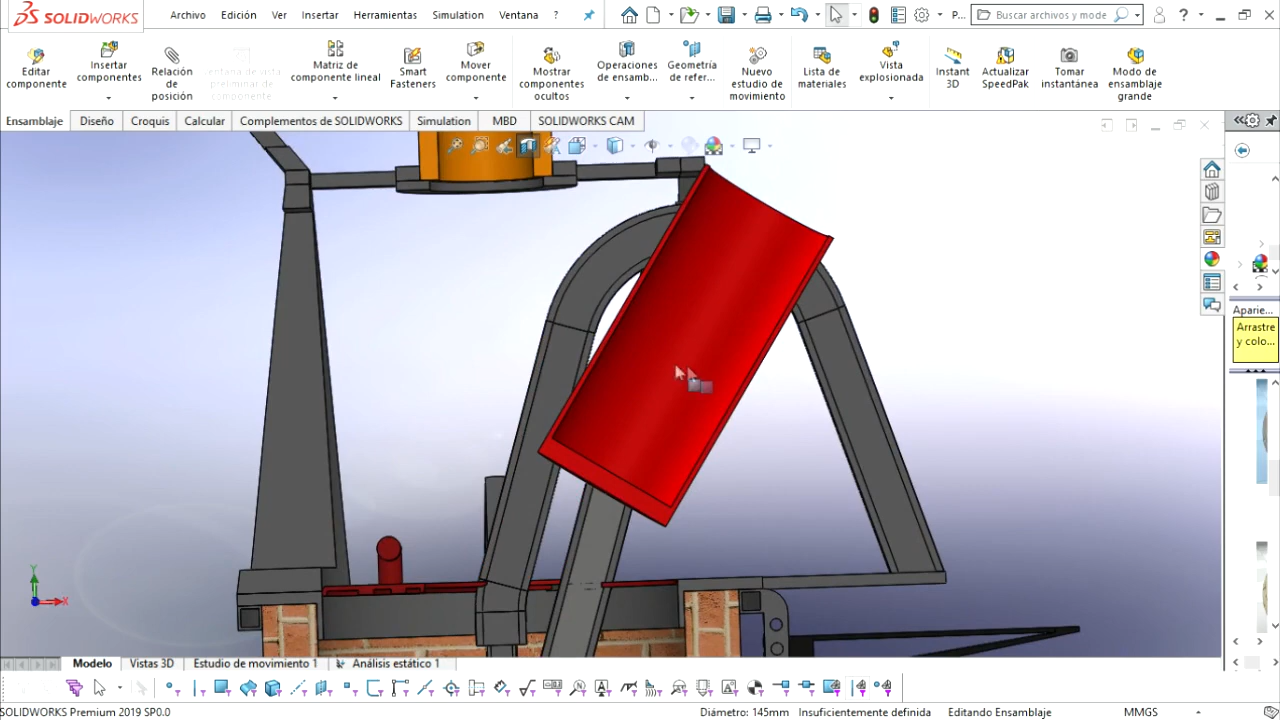 SOLIDWORKS
Archivo Edición Ver Insertar Herramientas Simulation Ventana ?
P...
Buscar archivos y mode
?
Editar componente
Insertar componentes
Relación de posición
Matriz de componente lineal
Smart Fasteners
Mover componente
Mostrar componentes ocultos
Operaciones de ensamb...
Geometría de refer...
Nuevo estudio de movimiento
Lista de materiales
Vista explosionada
Instant 3D
Actualizar SpeedPak
Tomar instantánea
Modo de ensamblaje grande
Ensamblaje Diseño Croquis Calcular Complementos de SOLIDWORKS Simulation MBD SOLIDWORKS CAM
Aparie...
Arrastre
y colo...
Y
X
Modelo Vistas 3D Estudio de movimiento 1 Análisis estático 1
SOLIDWORKS Premium 2019 SP0.0
Diámetro: 145mm Insuficientemente definida Editando Ensamblaje MMGS